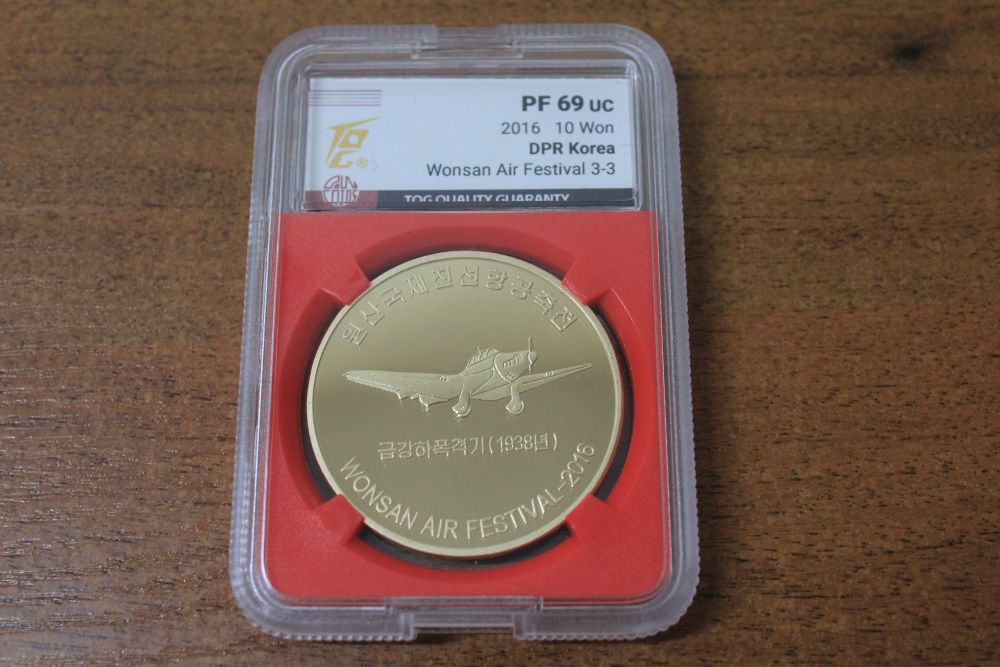 PF 69 UC
2016 10 Won
DPR Korea
Wonsan Air Festival 3-3
TQG®
TQG QUALITY GUARANTY
원산국제친선항공축전
금강하폭격기(1938년)
WONSAN AIR FESTIVAL-2016